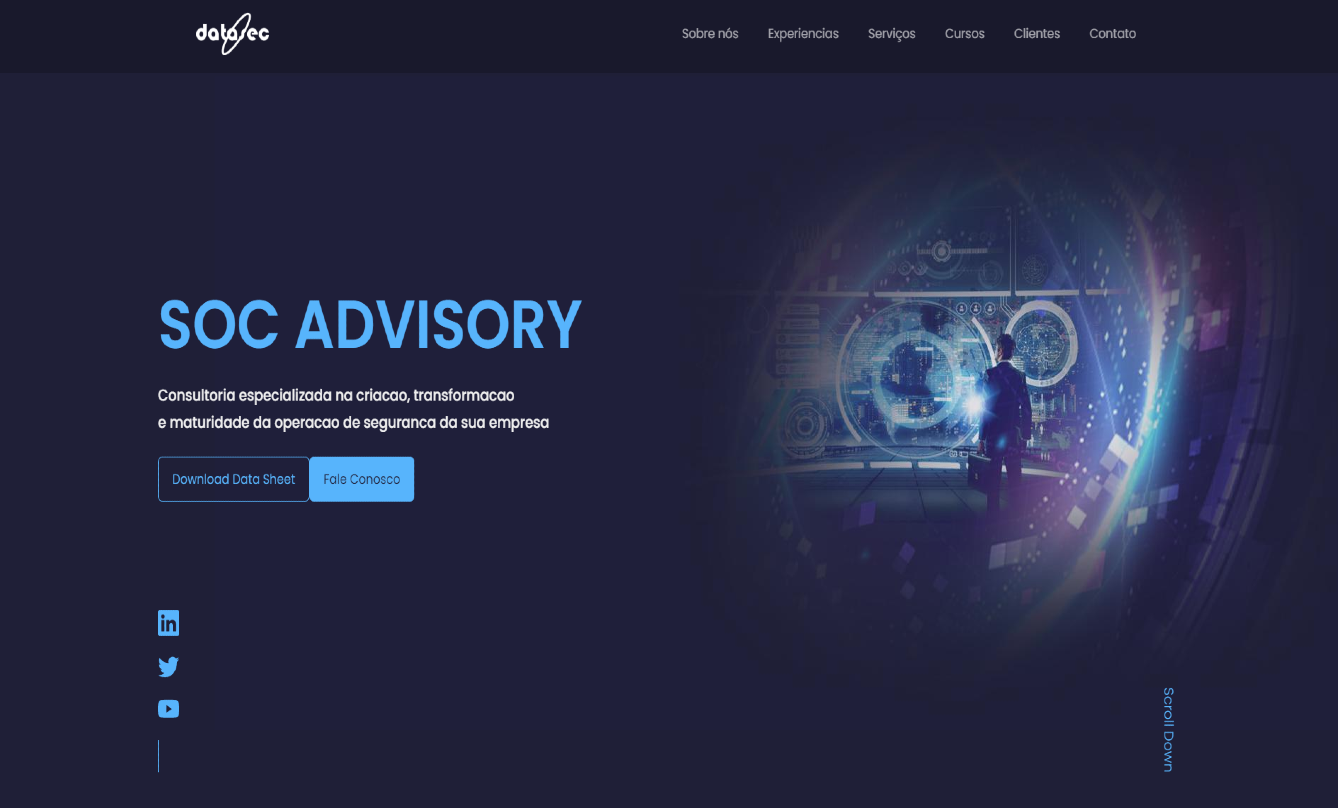 datasec
Sobre nós
Experiencias
Serviços
Cursos
Clientes
Contato
SOC ADVISORY
Consultoria especializada na criacao, transformacao
e maturidade da operacao de seguranca da sua empresa
Download Data Sheet
Fale Conosco
in
Scroll Down